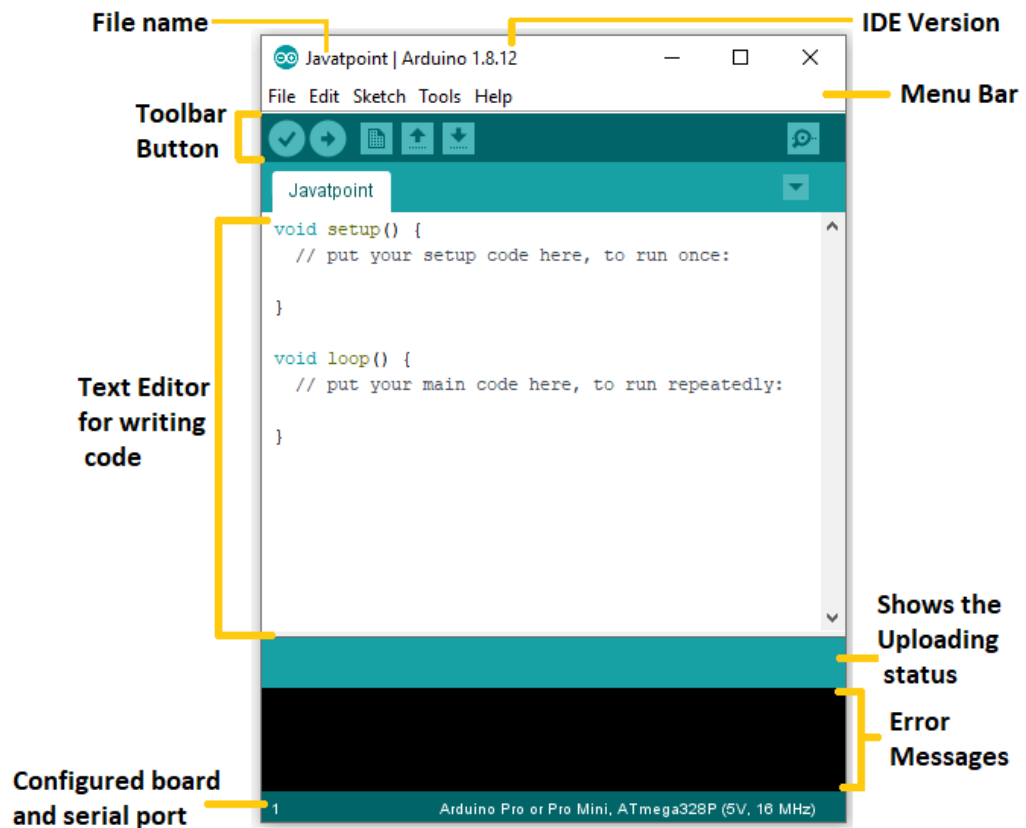 File name
IDE Version
Javatpoint | Arduino 1.8.12
File Edit Sketch Tools Help
Menu Bar
Toolbar
Button
Javatpoint
void setup() {
  // put your setup code here, to run once:
}
void loop() {
  // put your main code here, to run repeatedly:
}
Text Editor
for writing
code
Shows the
Uploading
status
Error
Messages
Configured board
and serial port
1
Arduino Pro or Pro Mini, ATmega328P (5V, 16 MHz)